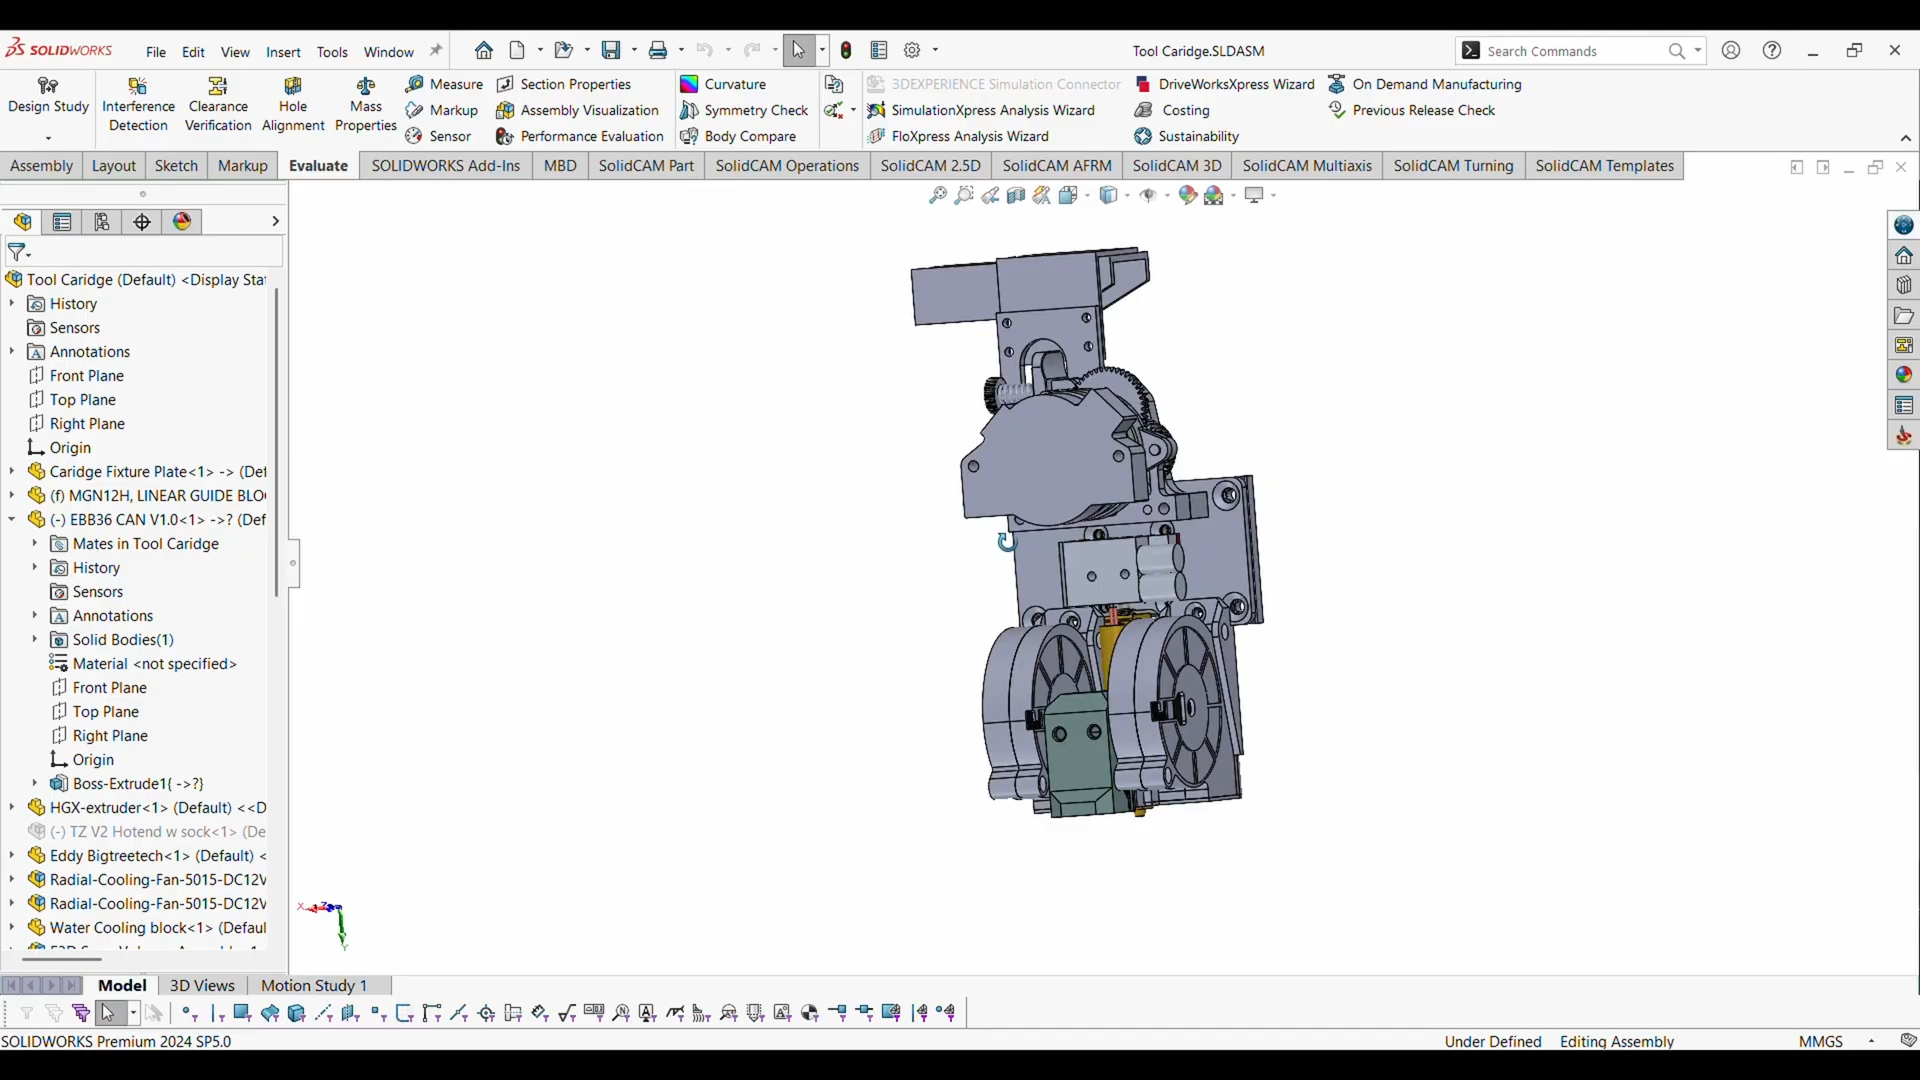 SOLIDWORKS File Edit View Insert Tools Window Tool Caridge.SLDASM Search Commands
Design Study
Interference Detection
Clearance Verification
Hole Alignment
Mass Properties
Measure
Markup
Sensor
Section Properties
Assembly Visualization
Performance Evaluation
Curvature
Symmetry Check
Body Compare
3DEXPERIENCE Simulation Connector
SimulationXpress Analysis Wizard
FloXpress Analysis Wizard
DriveWorksXpress Wizard
Costing
Sustainability
On Demand Manufacturing
Previous Release Check
Assembly Layout Sketch Markup Evaluate SOLIDWORKS Add-Ins MBD SolidCAM Part SolidCAM Operations SolidCAM 2.5D SolidCAM AFRM SolidCAM 3D SolidCAM Multiaxis SolidCAM Turning SolidCAM Templates
Tool Caridge (Default) <Display Sta
History
Sensors
Annotations
Front Plane
Top Plane
Right Plane
Origin
Caridge Fixture Plate<1> -> (Def
(f) MGN12H, LINEAR GUIDE BLO
(-) EBB36 CAN V1.0<1> ->? (Def
Mates in Tool Caridge
History
Sensors
Annotations
Solid Bodies(1)
Material <not specified>
Front Plane
Top Plane
Right Plane
Origin
Boss-Extrude1{ ->?}
HGX-extruder<1> (Default) <<D
(-) TZ V2 Hotend w sock<1> (De
Eddy Bigtreetech<1> (Default) <
Radial-Cooling-Fan-5015-DC12V
Radial-Cooling-Fan-5015-DC12V
Water Cooling block<1> (Defaul
X
Z
Y
Model 3D Views Motion Study 1
SOLIDWORKS Premium 2024 SP5.0 Under Defined Editing Assembly MMGS